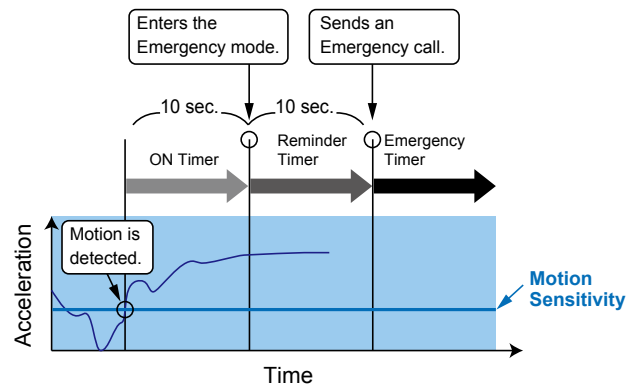 Enters the
Emergency mode.
Sends an
Emergency call.
10 sec.
10 sec.
ON Timer
Reminder
Timer
Emergency
Timer
Motion is
detected.
Acceleration
Motion
Sensitivity
Time